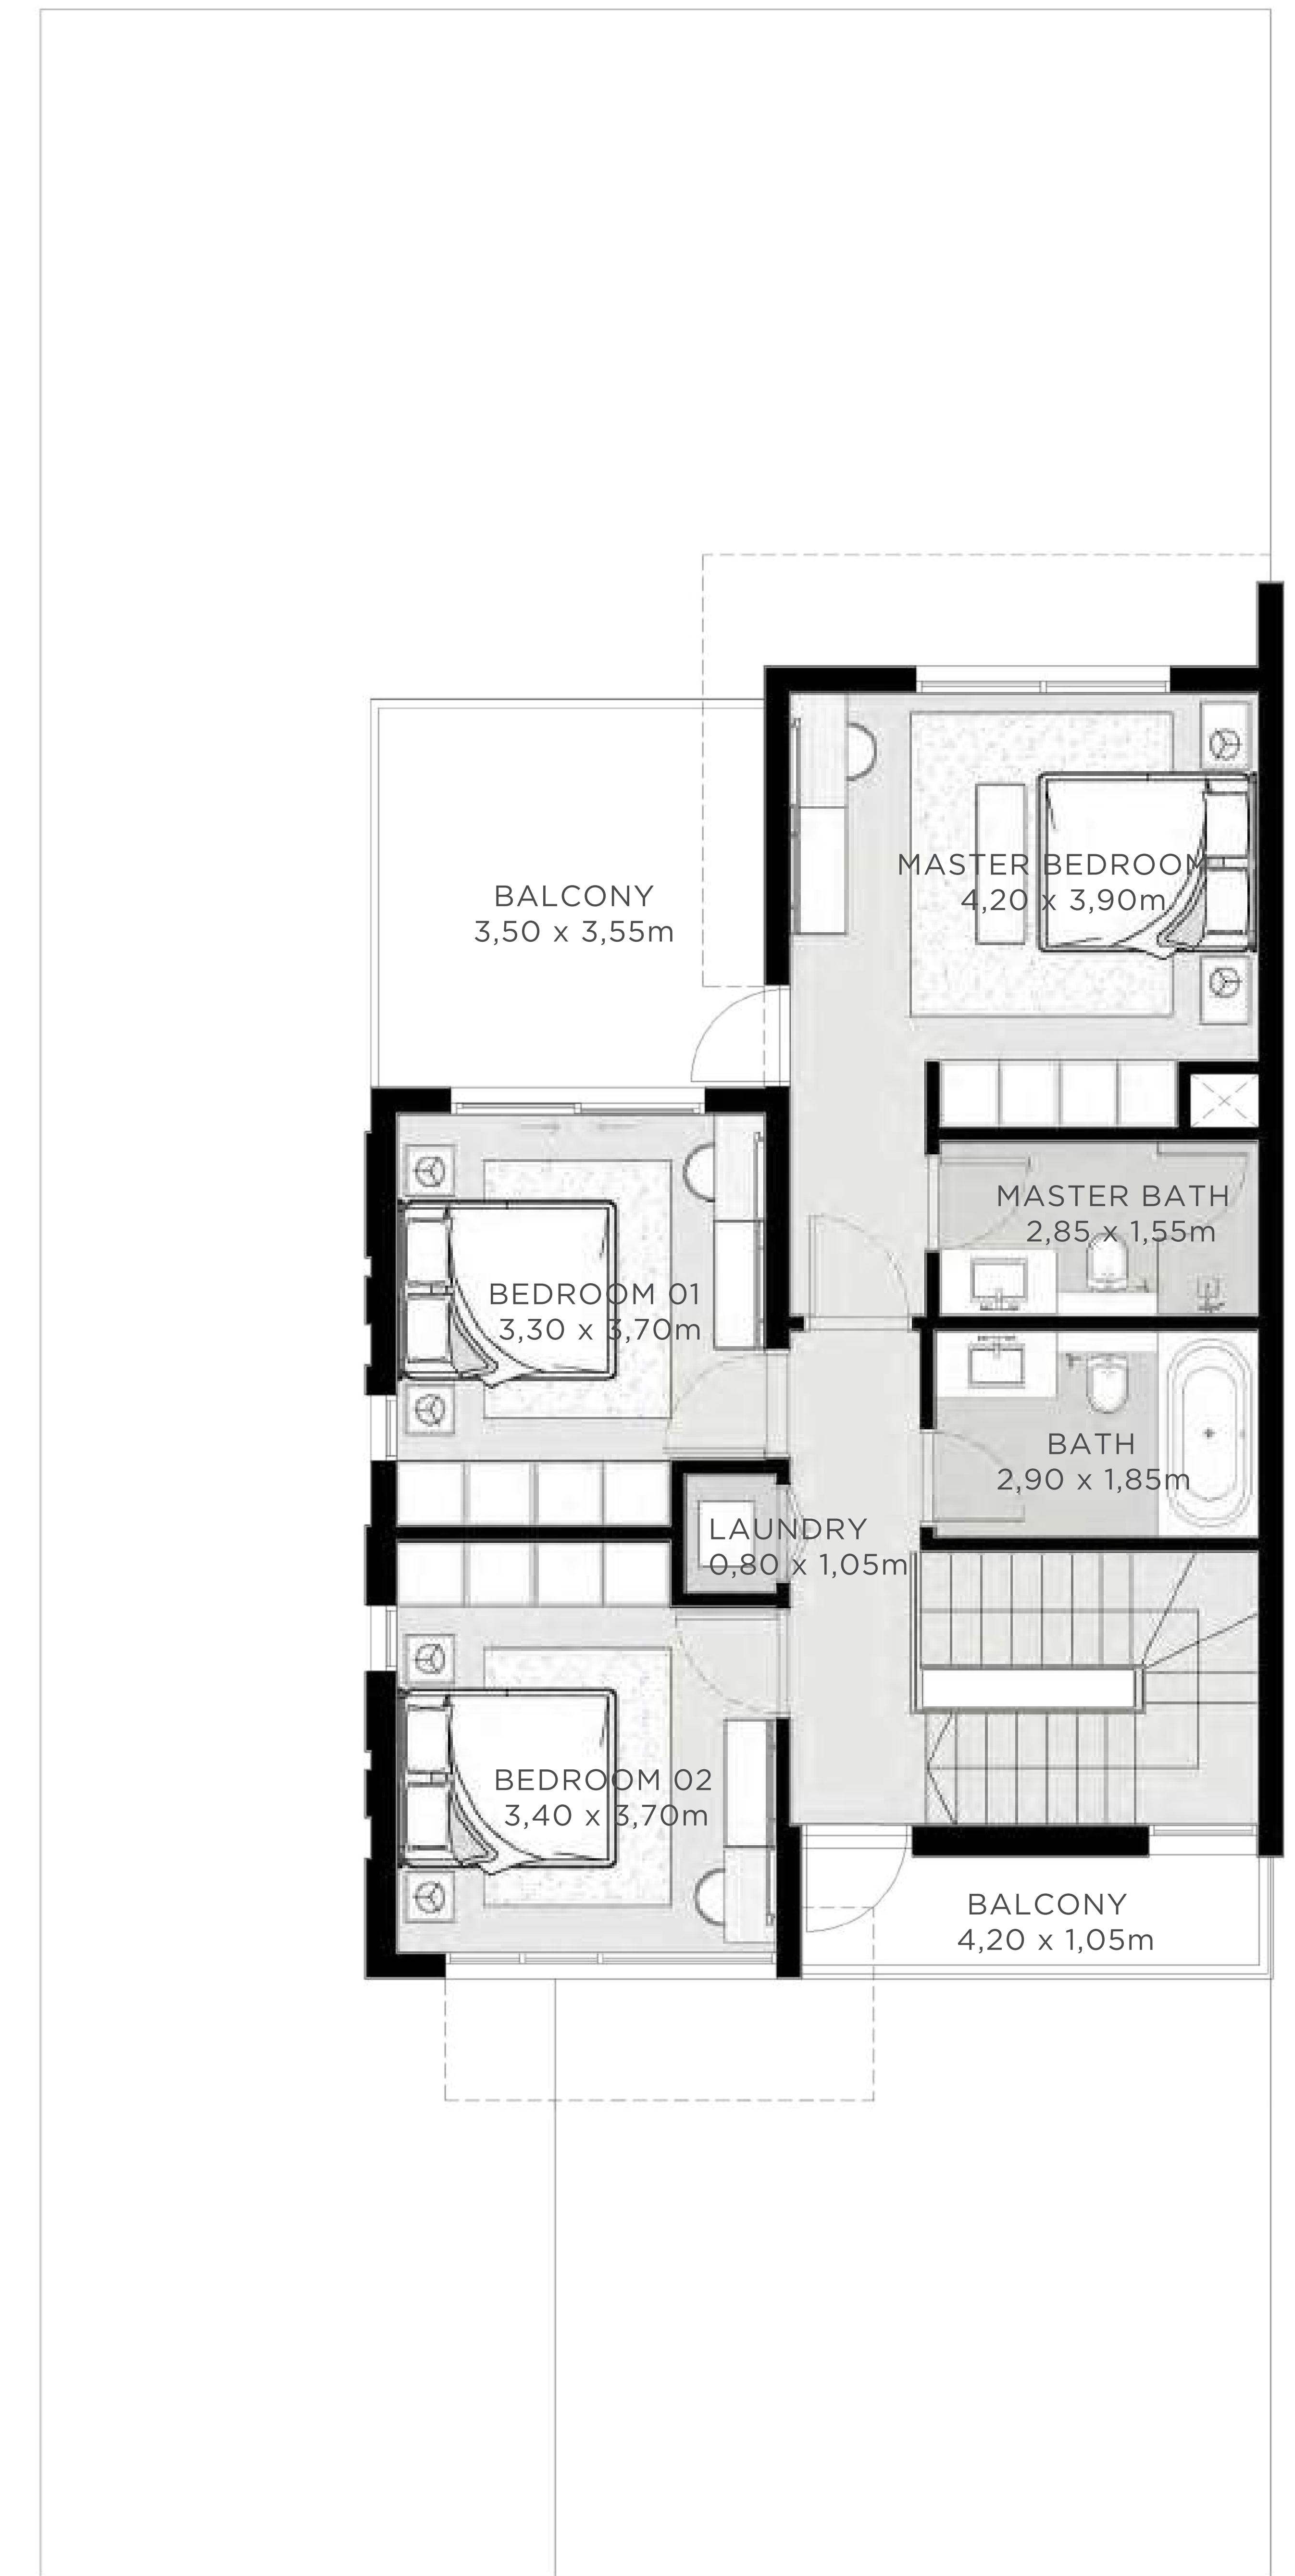 MASTER BEDROOM
4,20 x 3,90m
BALCONY
3,50 x 3,55m
MASTER BATH
2,85 x 1,55m
BEDROOM 01
3,30 x 3,70m
BATH
2,90 x 1,85m
LAUNDRY
0,80 x 1,05m
BEDROOM 02
3,40 x 3,70m
BALCONY
4,20 x 1,05m